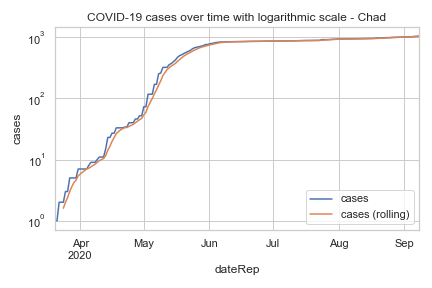 COVID-19 cases over time with logarithmic scale - Chad
10³
10²
10¹
10⁰
cases
Apr
2020
May
Jun
Jul
Aug
Sep
dateRep
cases
cases (rolling)